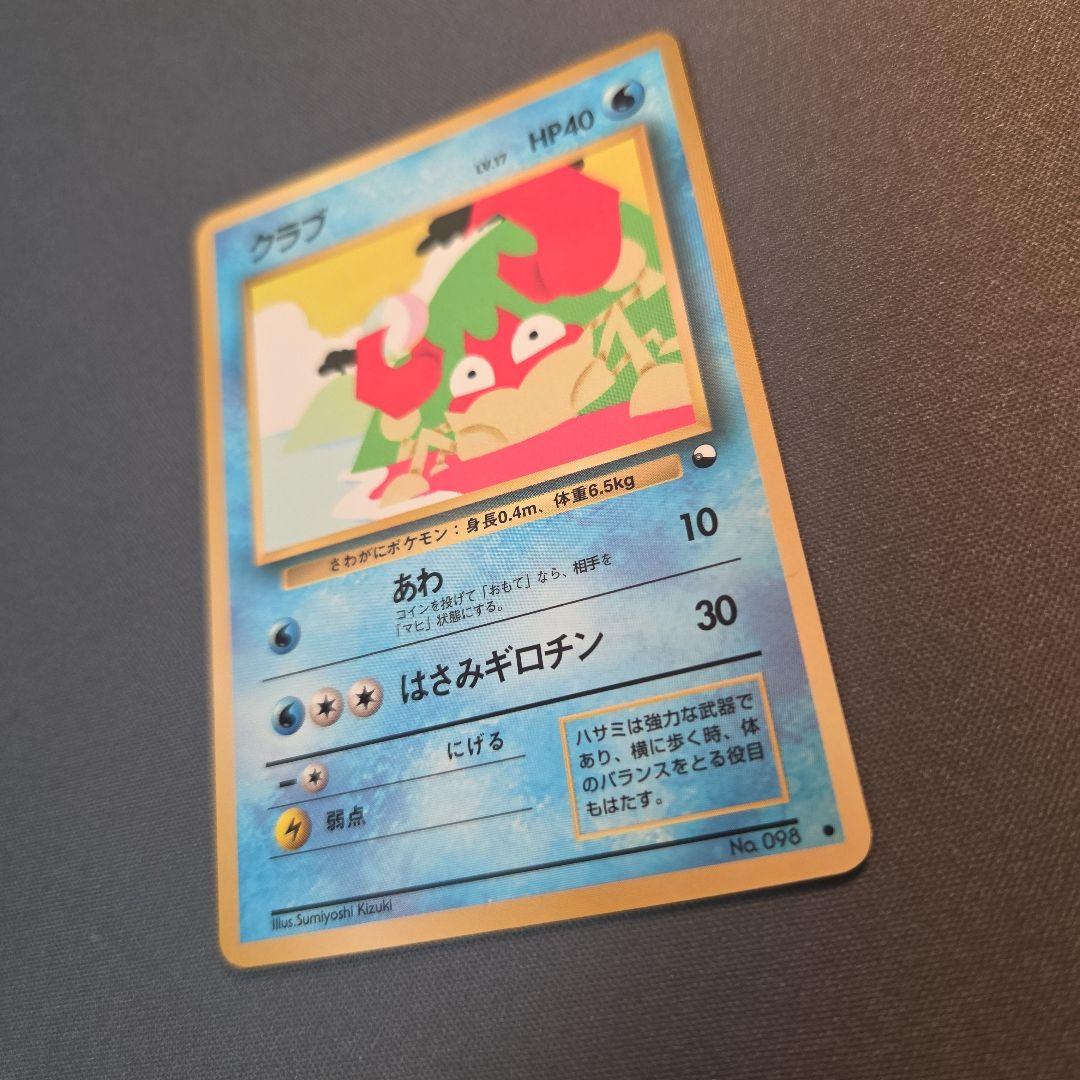 クラブ LV.17 HP40
さわがにポケモン：身長0.4m、体重6.5kg
あわ 10
コインを投げて「おもて」なら、相手を
「マヒ」状態にする。
はさみギロチン 30
にげる
弱点
ハサミは強力な武器で
あり、横に歩く時、体
のバランスをとる役目
もはたす。
Illus.Sumiyoshi Kizuki
No. 098